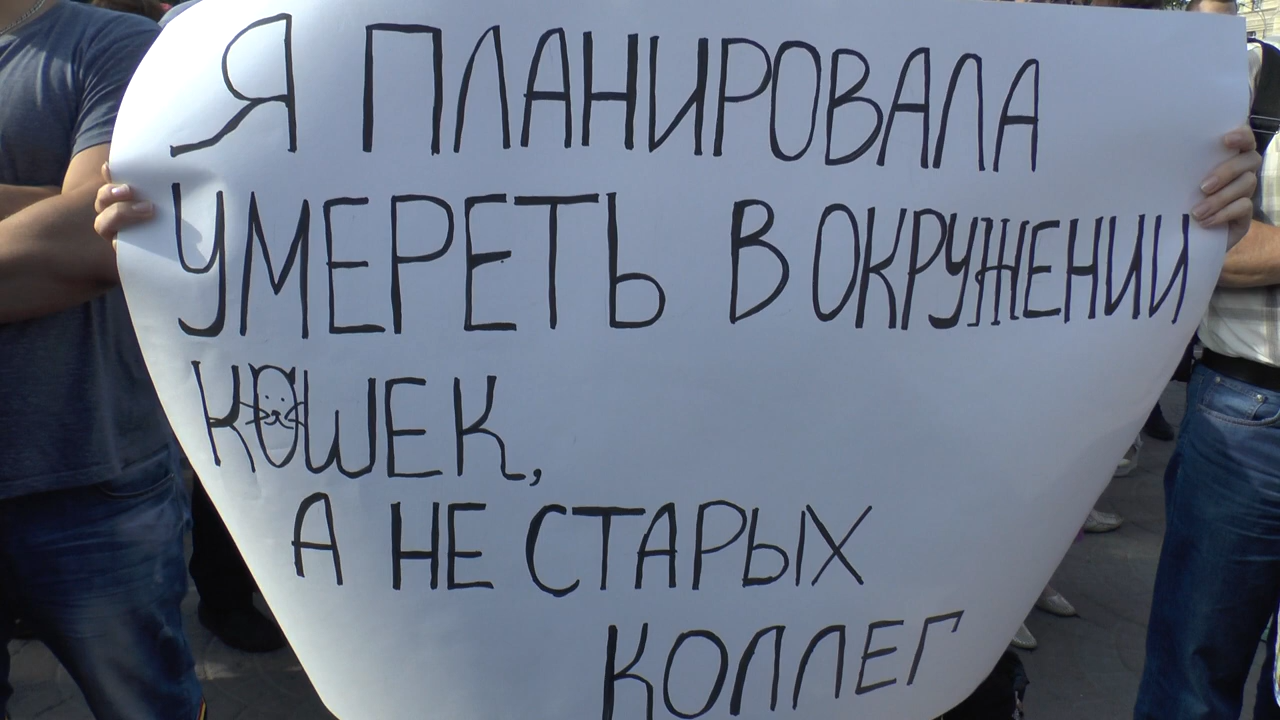 Я ПЛАНИРОВАЛА
УМЕРЕТЬ В ОКРУЖЕНИИ
КОШЕК,
А НЕ СТАРЫХ
КОЛЛЕГ